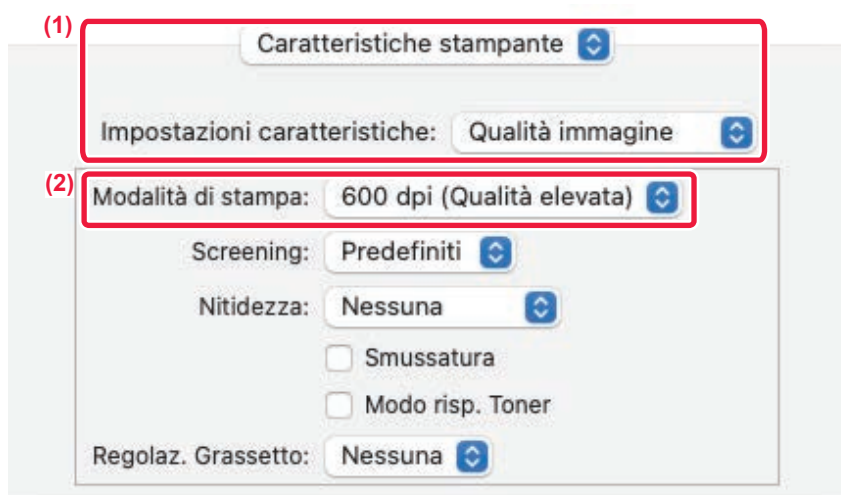 (1)
Caratteristiche stampante
Impostazioni caratteristiche: Qualità immagine
(2)
Modalità di stampa: 600 dpi (Qualità elevata)
Screening: Predefiniti
Nitidezza: Nessuna
Smussatura
Modo risp. Toner
Regolaz. Grassetto: Nessuna